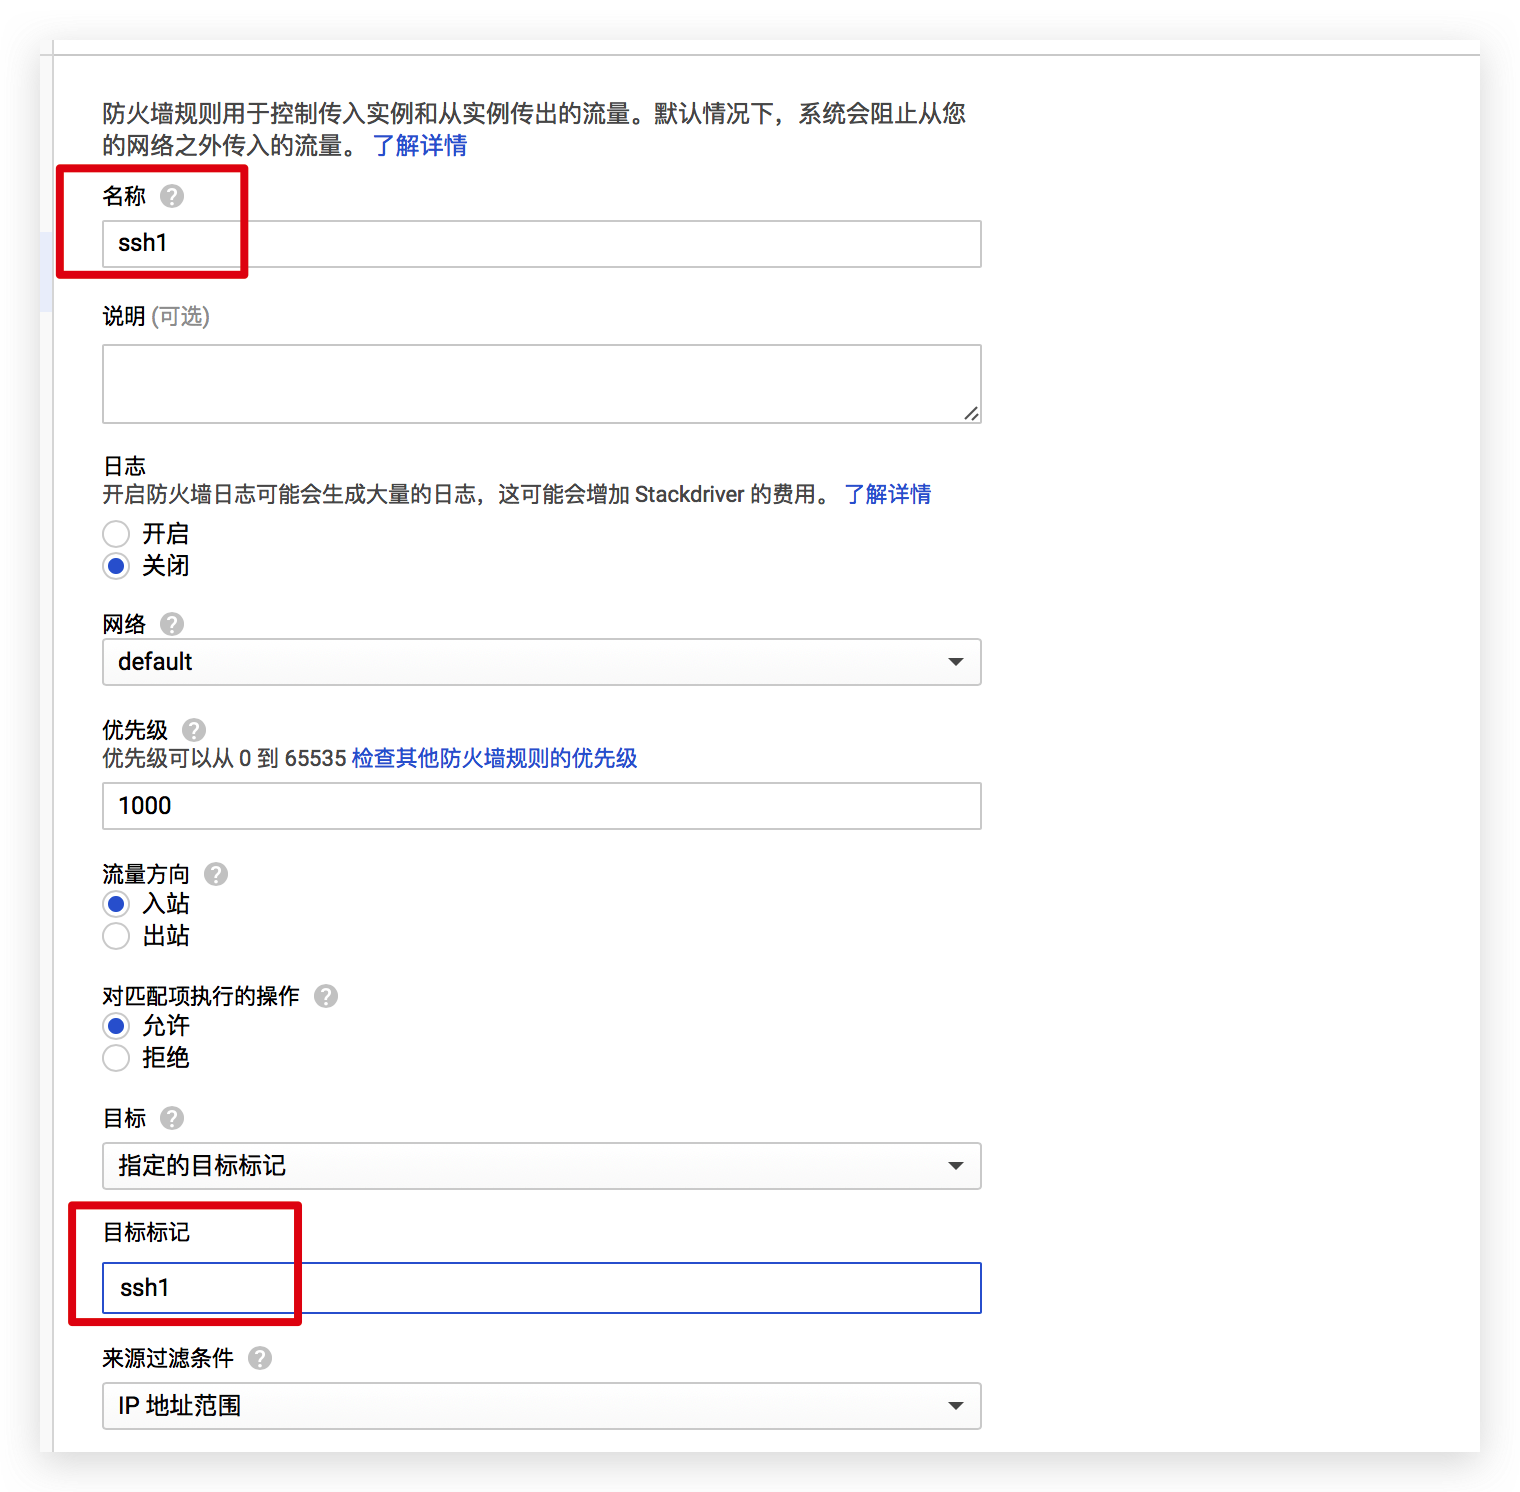 防火墙规则用于控制传入实例和从实例传出的流量。默认情况下，系统会阻止从您
的网络之外传入的流量。 了解详情
名称 ?
ssh1
说明 (可选)
日志
开启防火墙日志可能会生成大量的日志，这可能会增加 Stackdriver 的费用。 了解详情
开启
关闭
网络 ?
default
优先级 ?
优先级可以从 0 到 65535 检查其他防火墙规则的优先级
1000
流量方向 ?
入站
出站
对匹配项执行的操作 ?
允许
拒绝
目标 ?
指定的目标标记
目标标记
ssh1
来源过滤条件 ?
IP 地址范围